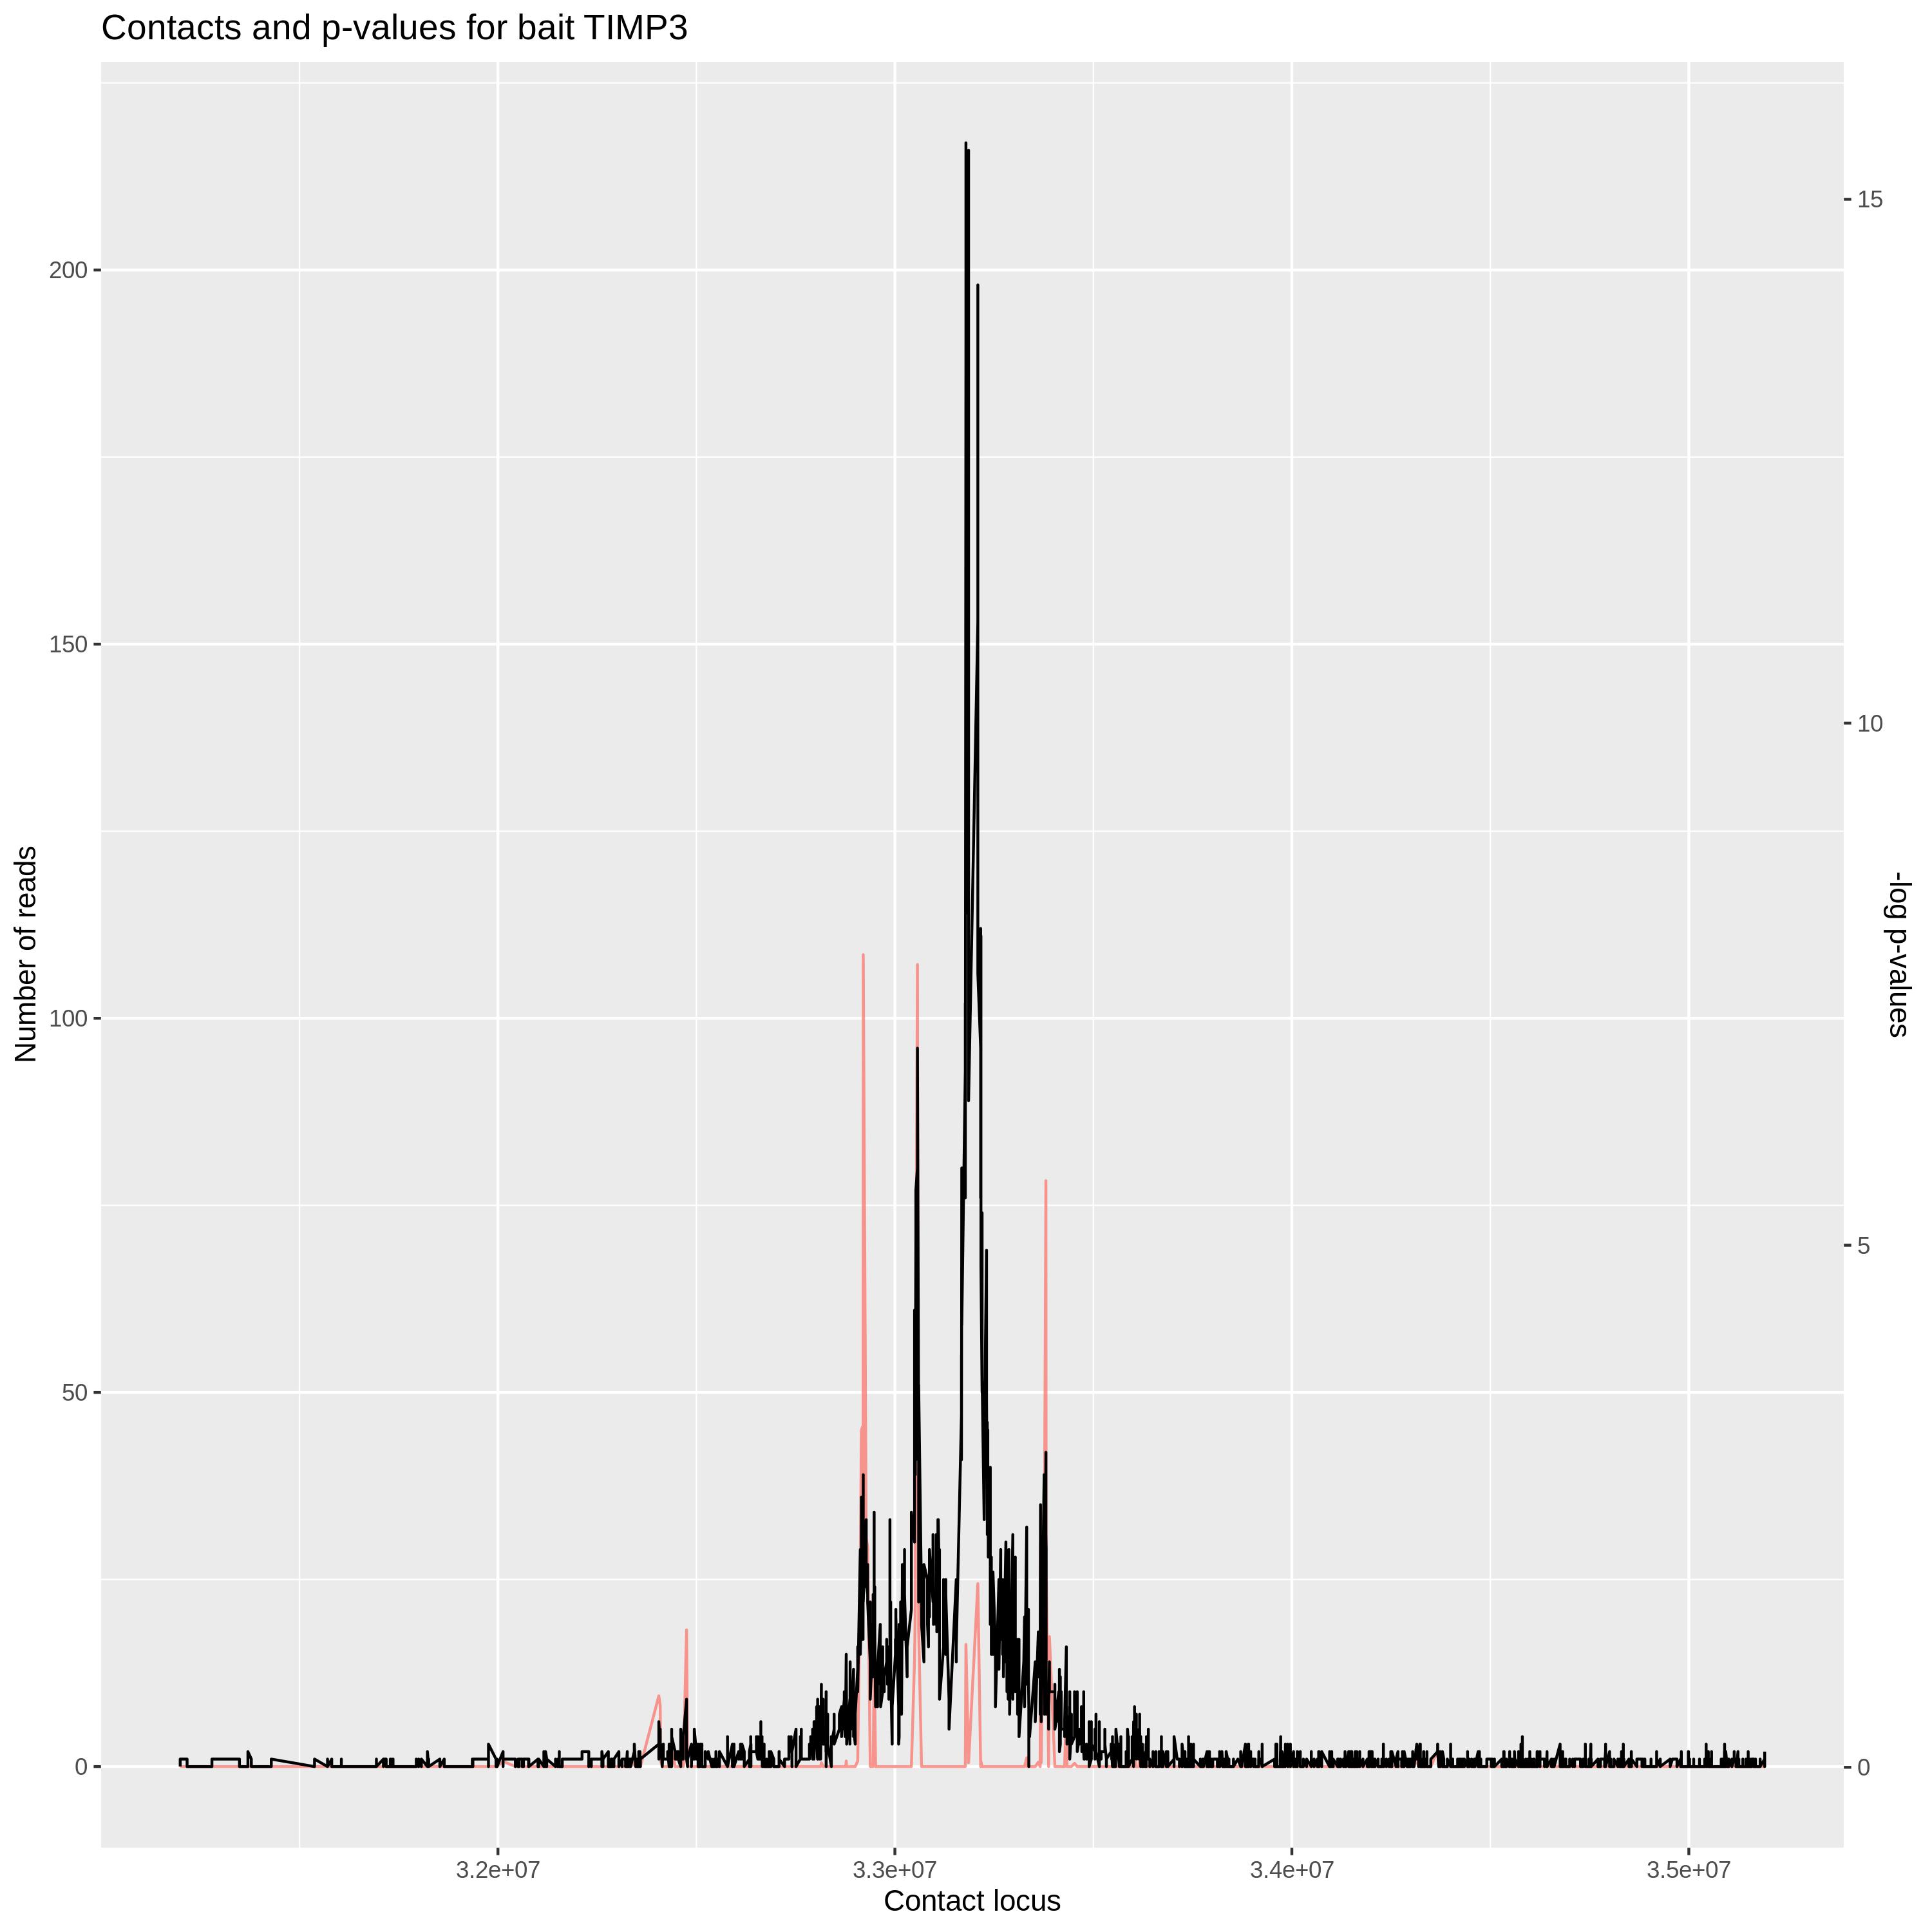 Contacts and p-values for bait TIMP3
200
150
100
50
0
Number of reads
15
10
5
0
-log p-values
3.2e+07
3.3e+07
3.4e+07
3.5e+07
Contact locus